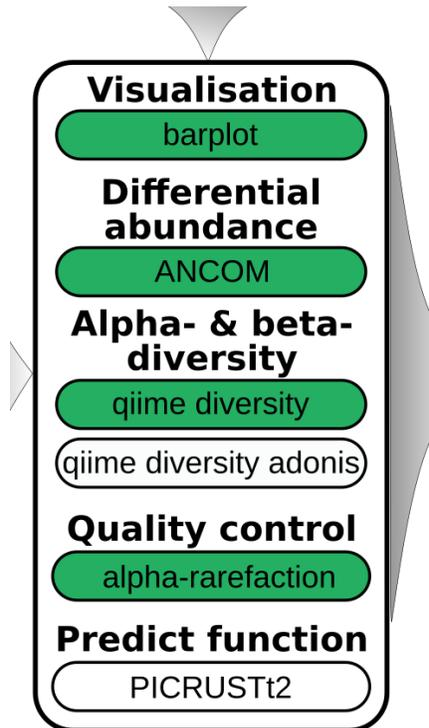 Visualisation
barplot
Differential
abundance
ANCOM
Alpha- & beta-
diversity
qiime diversity
qiime diversity adonis
Quality control
alpha-rarefaction
Predict function
PICRUSTt2